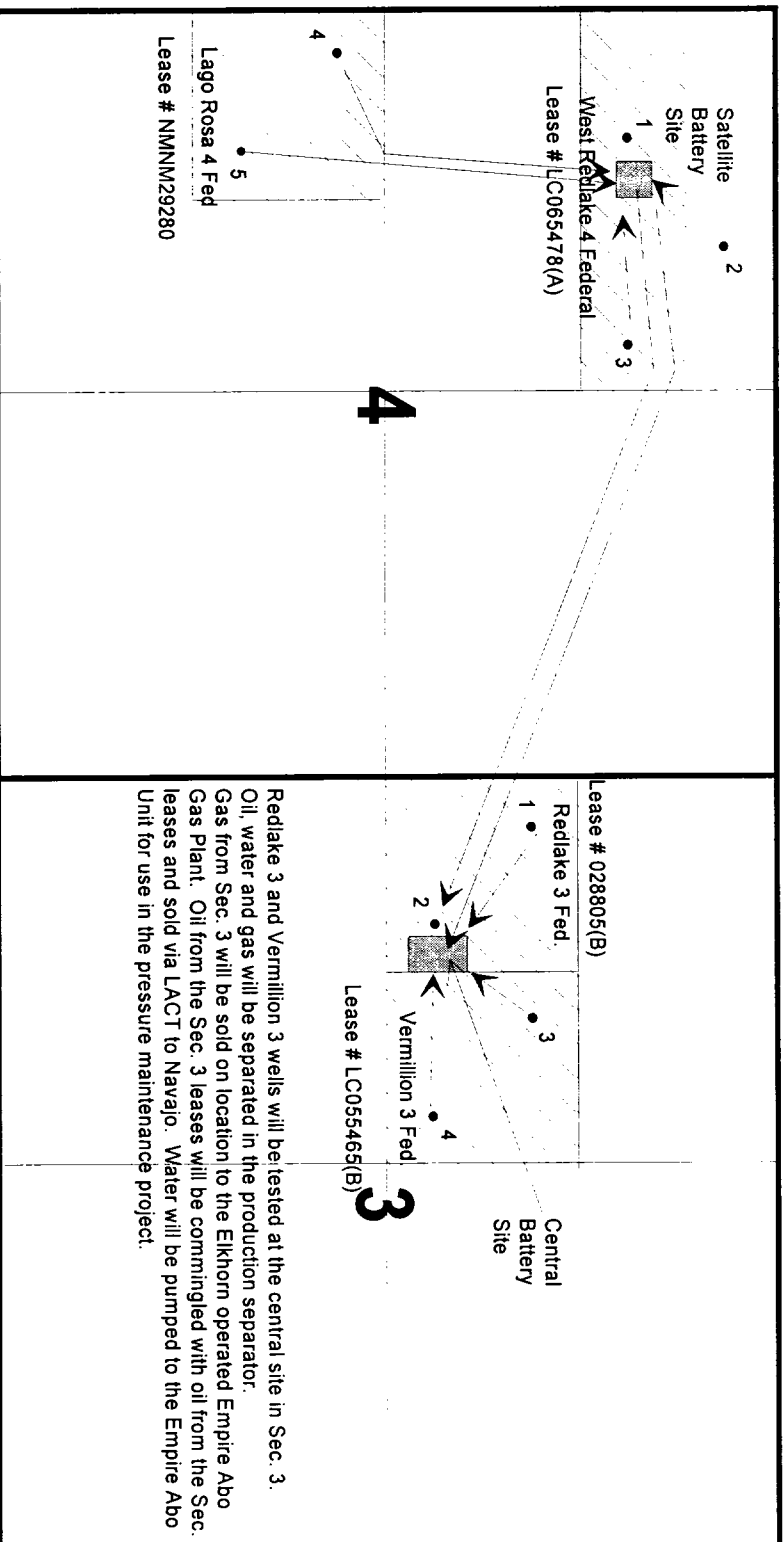 Satellite
Battery
Site
1
2
3
West Redlake 4 Federal
Lease # LC065478(A)
4
5
Lago Rosa 4 Fed
Lease # NMNM29280
4
Lease # 028805(B)
Redlake 3 Fed.
1
2
3
4
Vermillion 3 Fed.
Lease # LC055465(B)
3
Central
Battery
Site
Redlake 3 and Vermillion 3 wells will be tested at the central site in Sec. 3.
Oil, water and gas will be separated in the production separator.
Gas from Sec. 3 will be sold on location to the Elkhorn operated Empire Abo
Gas Plant. Oil from the Sec. 3 leases will be commingled with oil from the Sec.
leases and sold via LACT to Navajo. Water will be pumped to the Empire Abo
Unit for use in the pressure maintenance project.